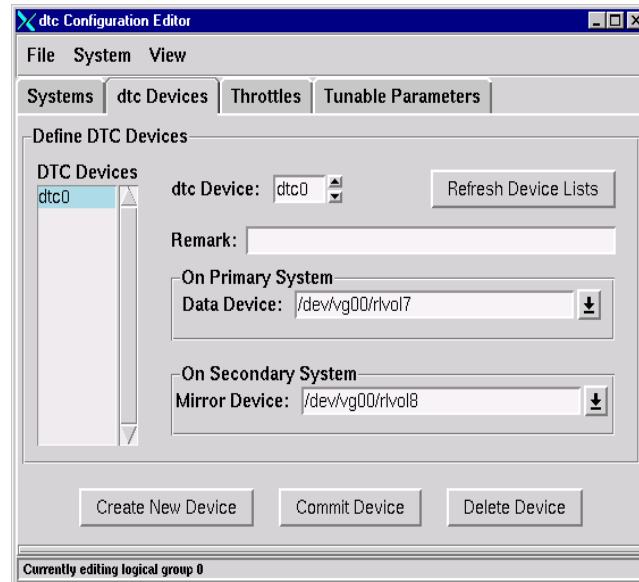 dtc Configuration Editor
File System View
Systems dtc Devices Throttles Tunable Parameters
Define DTC Devices
DTC Devices
dtc0
dtc Device: dtc0
Refresh Device Lists
Remark:
On Primary System
Data Device: /dev/vg00/rlvol7
On Secondary System
Mirror Device: /dev/vg00/rlvol8
Create New Device Commit Device Delete Device
Currently editing logical group 0